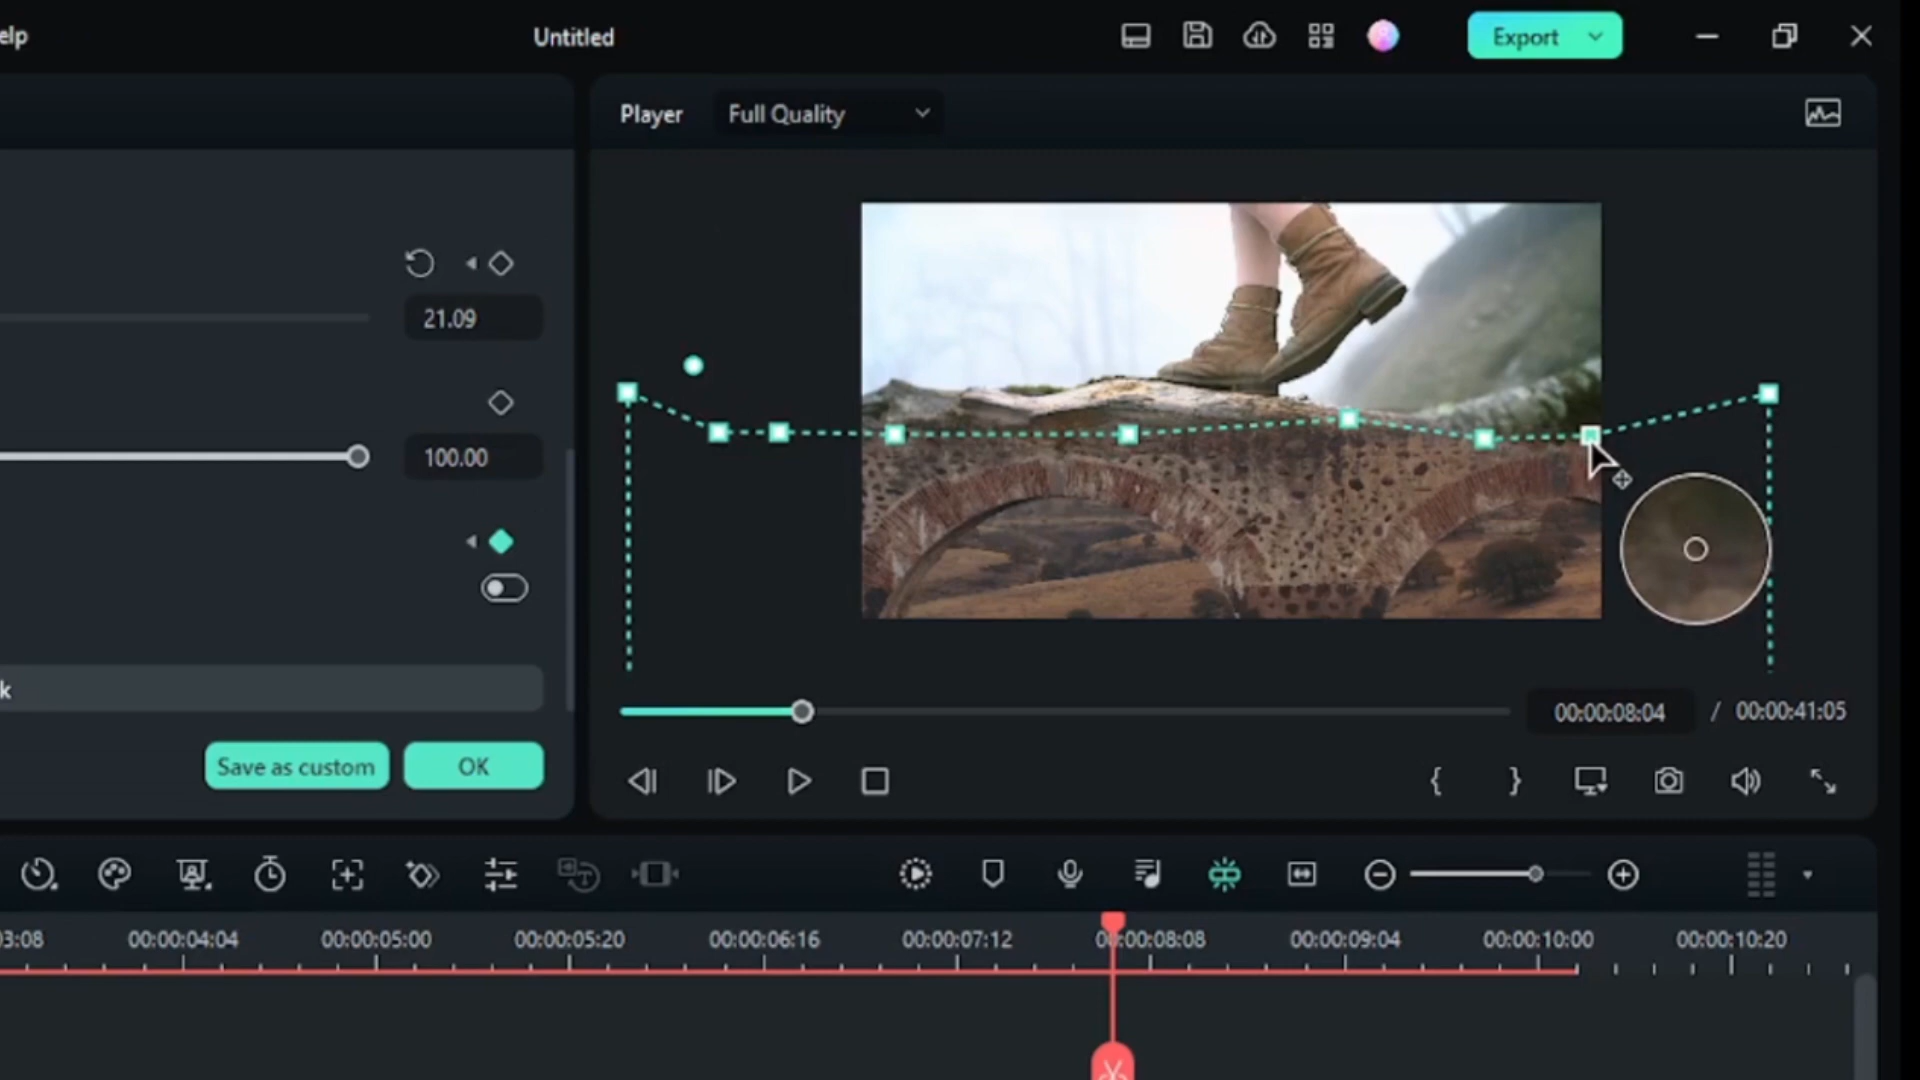 elp
Untitled
Export
Player
Full Quality
21.09
100.00
k
Save as custom
OK
00:00:08:04 / 00:00:41:05
03:08
00:00:04:04
00:00:05:00
00:00:05:20
00:00:06:16
00:00:07:12
00:00:08:08
00:00:09:04
00:00:10:00
00:00:10:20